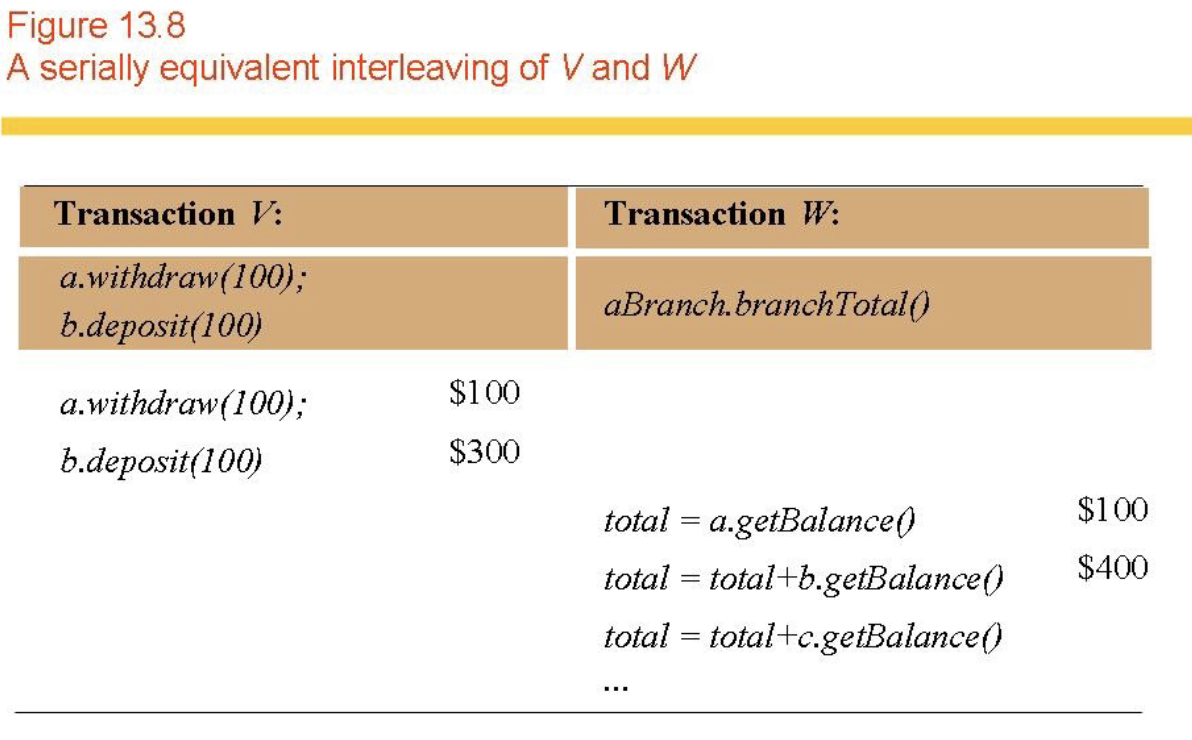 Figure 13.8
A serially equivalent interleaving of V and W
Transaction V: Transaction W:
a.withdraw(100);
b.deposit(100)
aBranch.branchTotal()
a.withdraw(100); $100
b.deposit(100) $300
total = a.getBalance() $100
total = total+b.getBalance() $400
total = total+c.getBalance()
...